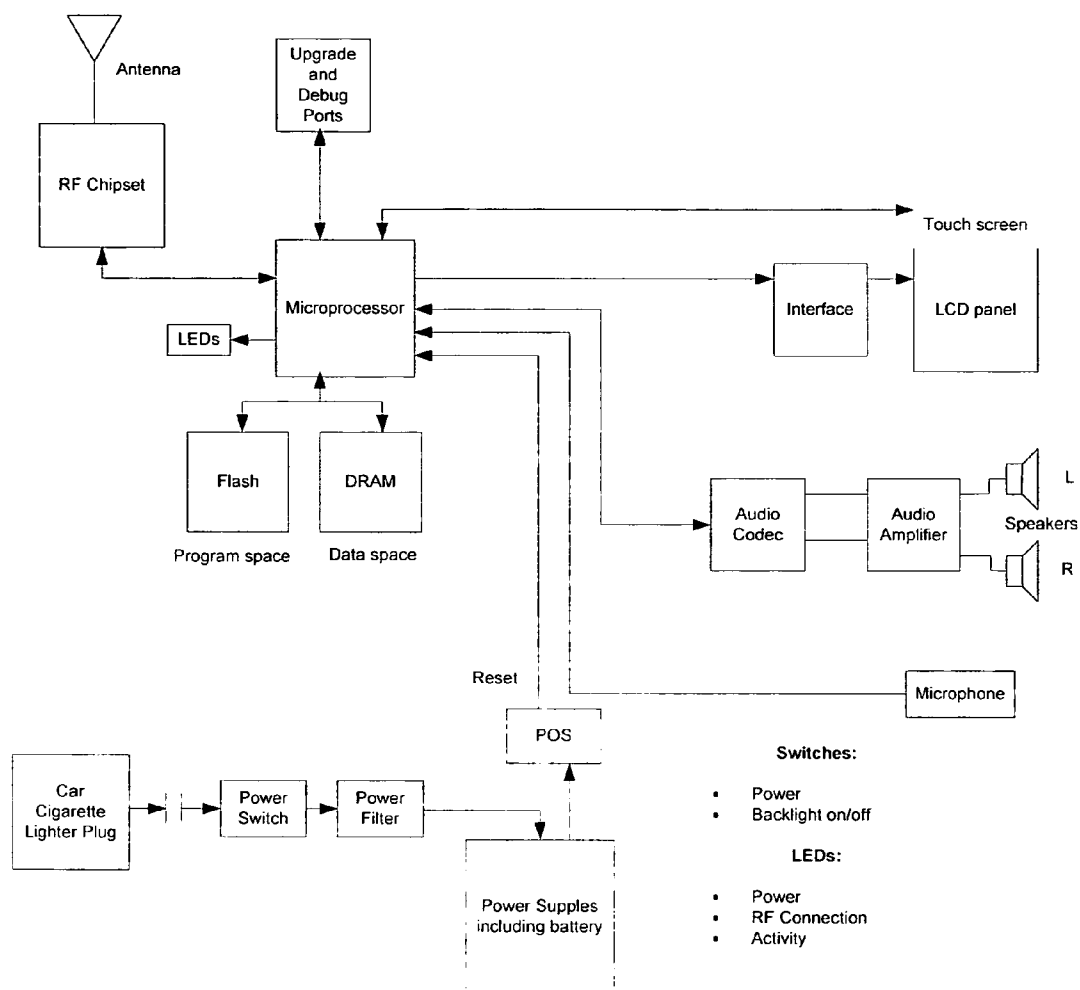 Antenna
Upgrade
and
Debug
Ports
RF Chipset
Touch screen
Microprocessor
Interface
LCD panel
LEDs
Flash
DRAM
Program space
Data space
Audio
Codec
Audio
Amplifier
L
Speakers
R
Reset
Microphone
POS
Car
Cigarette
Lighter Plug
Power
Switch
Power
Filter
Power Supples
including battery
Switches:
• Power
• Backlight on/off
LEDs:
• Power
• RF Connection
• Activity